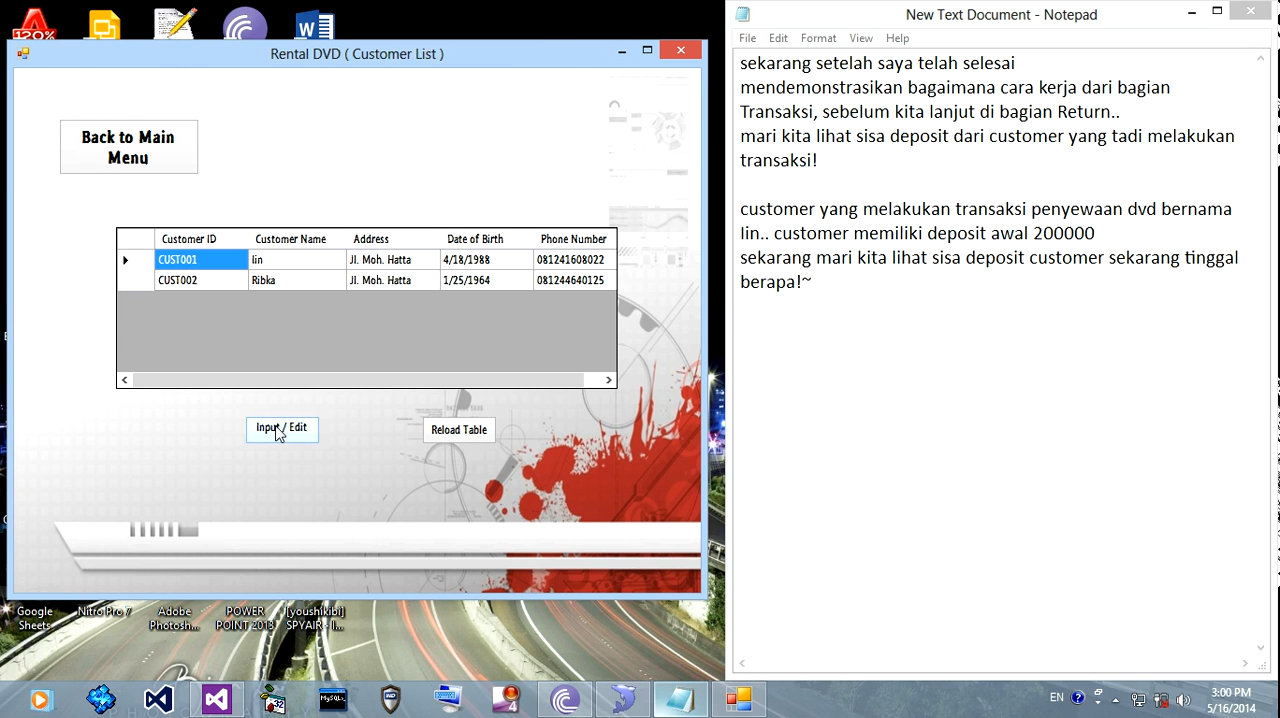 120%
Rental DVD ( Customer List )
Back to Main
Menu
Customer ID Customer Name Address Date of Birth Phone Number
CUST001 Iin Jl. Moh. Hatta 4/18/1988 081241608022
CUST002 Ribka Jl. Moh. Hatta 1/25/1964 081244640125
Input / Edit
Reload Table
Google
Sheets
Nitro Pro 7
Adobe
Photosh...
POWER
POINT 2013
[youshikibi]
SPYAIR - I...
New Text Document - Notepad
File Edit Format View Help
sekarang setelah saya telah selesai
mendemonstrasikan bagaimana cara kerja dari bagian
Transaksi, sebelum kita lanjut di bagian Return..
mari kita lihat sisa deposit dari customer yang tadi melakukan
transaksi!
customer yang melakukan transaksi penyewaan dvd bernama
Iin.. customer memiliki deposit awal 200000
sekarang mari kita lihat sisa deposit customer sekarang tinggal
berapa!~
EN
3:00 PM
5/16/2014